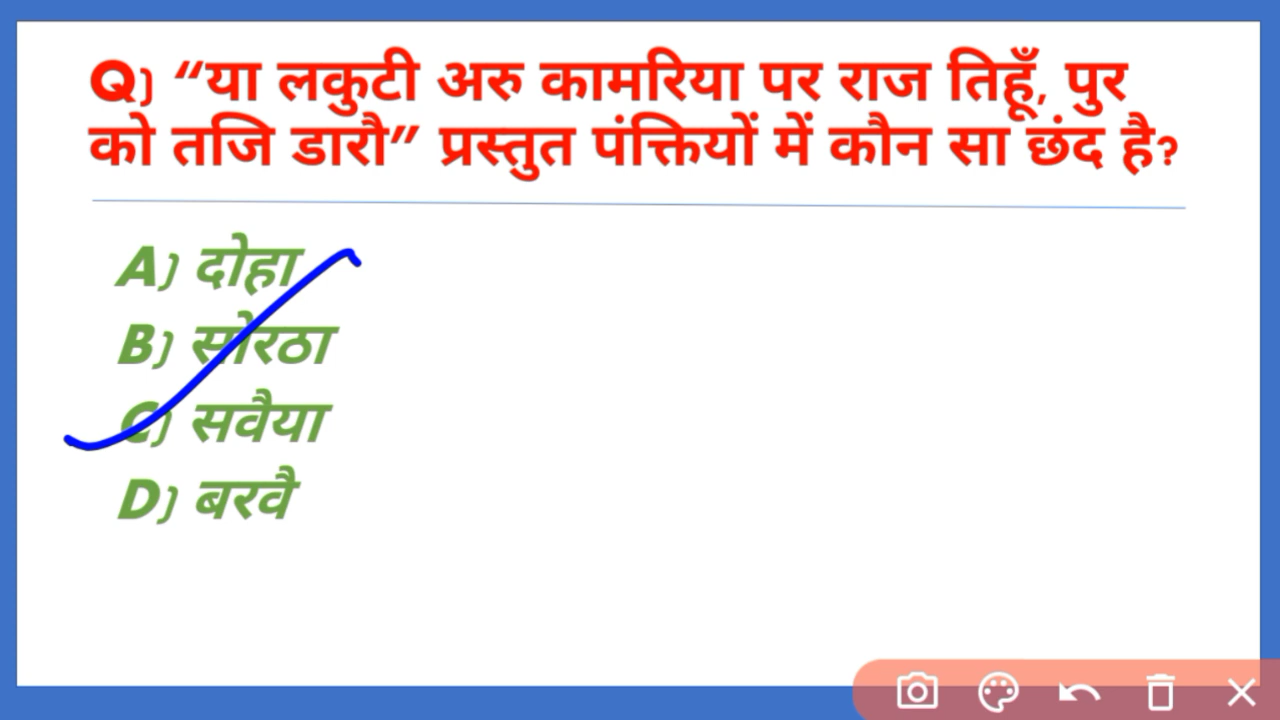 Q) “या लकुटी अरु कामरिया पर राज तिहूँ, पुर
को तजि डारौ” प्रस्तुत पंक्तियों में कौन सा छंद है?
A) दोहा
B) सोरठा
C) सवैया
D) बरवै